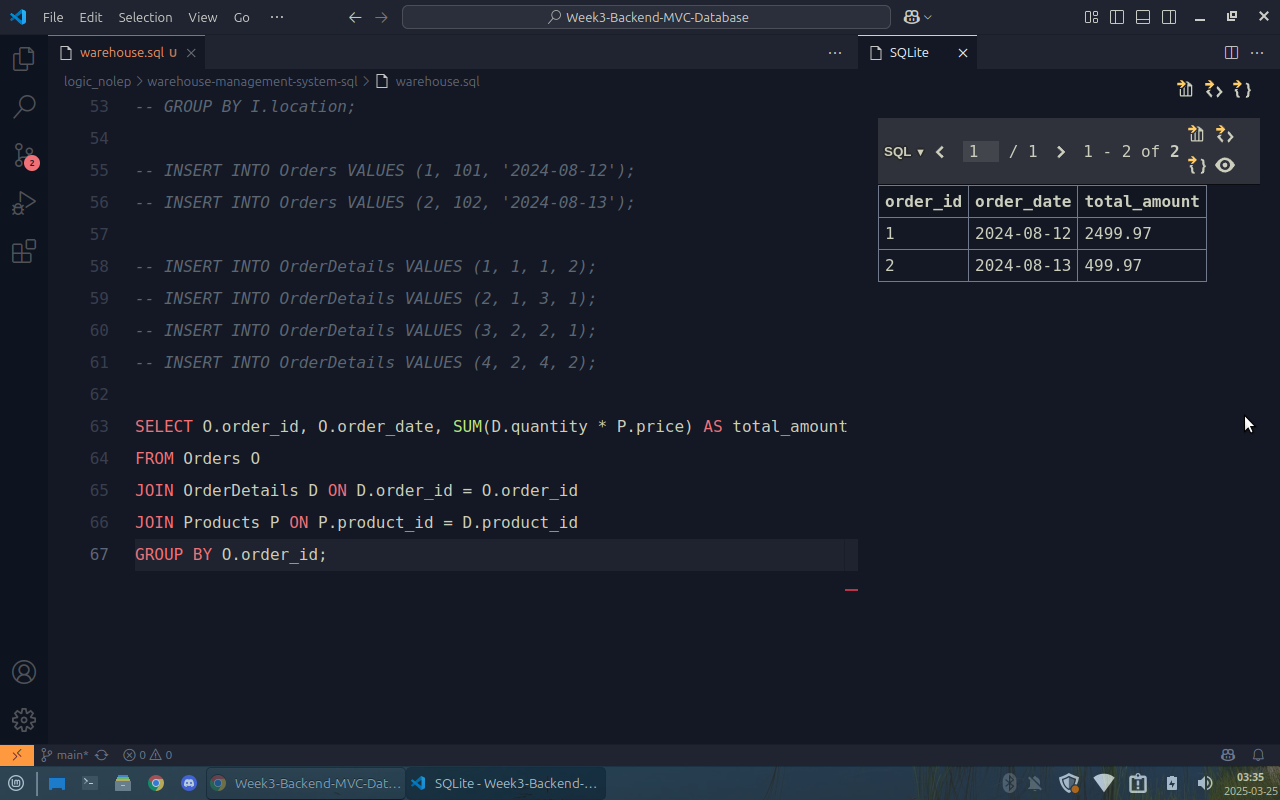 File Edit Selection View Go ···
Week3-Backend-MVC-Database
warehouse.sql U
SQLite
logic_nolep > warehouse-management-system-sql > warehouse.sql
53 -- GROUP BY I.location;
54
55 -- INSERT INTO Orders VALUES (1, 101, '2024-08-12');
56 -- INSERT INTO Orders VALUES (2, 102, '2024-08-13');
57
58 -- INSERT INTO OrderDetails VALUES (1, 1, 1, 2);
59 -- INSERT INTO OrderDetails VALUES (2, 1, 3, 1);
60 -- INSERT INTO OrderDetails VALUES (3, 2, 2, 1);
61 -- INSERT INTO OrderDetails VALUES (4, 2, 4, 2);
62
63 SELECT O.order_id, O.order_date, SUM(D.quantity * P.price) AS total_amount
64 FROM Orders O
65 JOIN OrderDetails D ON D.order_id = O.order_id
66 JOIN Products P ON P.product_id = D.product_id
67 GROUP BY O.order_id;
2
SQL ▼ < 1 / 1 > 1 - 2 of 2
order_id order_date total_amount
1 2024-08-12 2499.97
2 2024-08-13 499.97
main* 0 0
Week3-Backend-MVC-Dat...
SQLite - Week3-Backend-...
03:35
2025-03-25